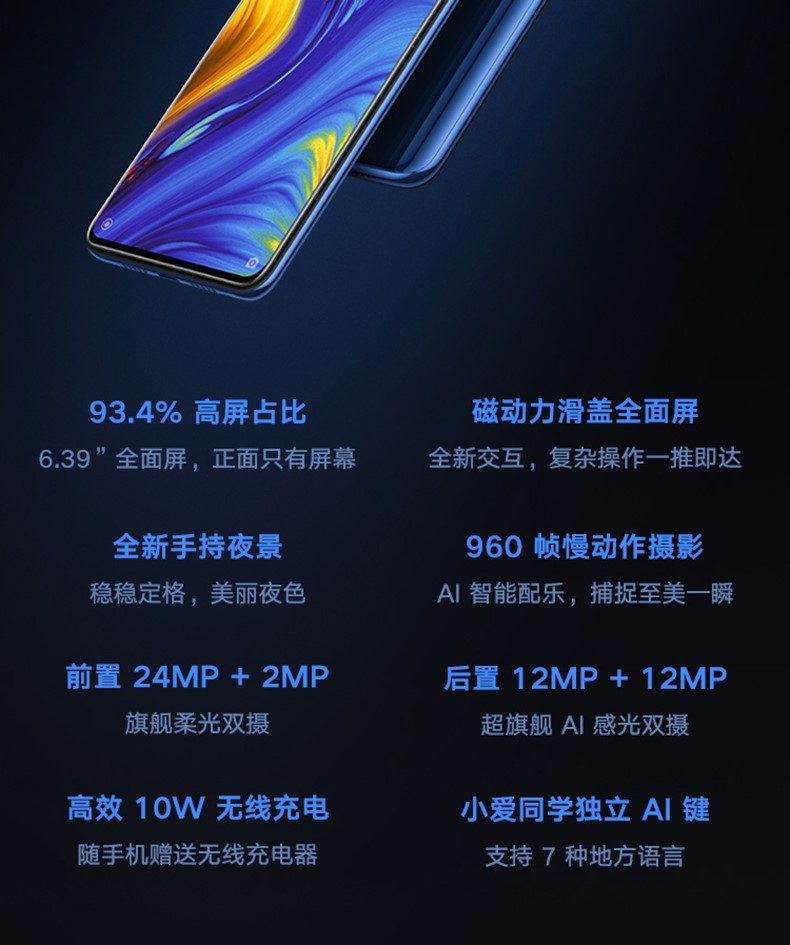 93.4% 高屏占比
6.39” 全面屏，正面只有屏幕
磁动力滑盖全面屏
全新交互，复杂操作一推即达
全新手持夜景
稳稳定格，美丽夜色
960 帧慢动作摄影
AI 智能配乐，捕捉至美一瞬
前置 24MP + 2MP
旗舰柔光双摄
后置 12MP + 12MP
超旗舰 AI 感光双摄
高效 10W 无线充电
随手机赠送无线充电器
小爱同学独立 AI 键
支持 7 种地方语言